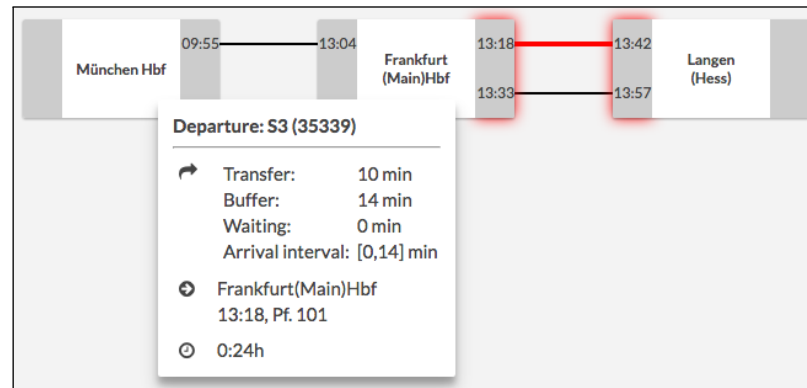 München Hbf
09:55
13:04
Frankfurt
(Main)Hbf
13:18
13:33
13:42
13:57
Langen
(Hess)
Departure: S3 (35339)
Transfer: 10 min
Buffer: 14 min
Waiting: 0 min
Arrival interval: [0,14] min
Frankfurt(Main)Hbf
13:18, Pf. 101
0:24h